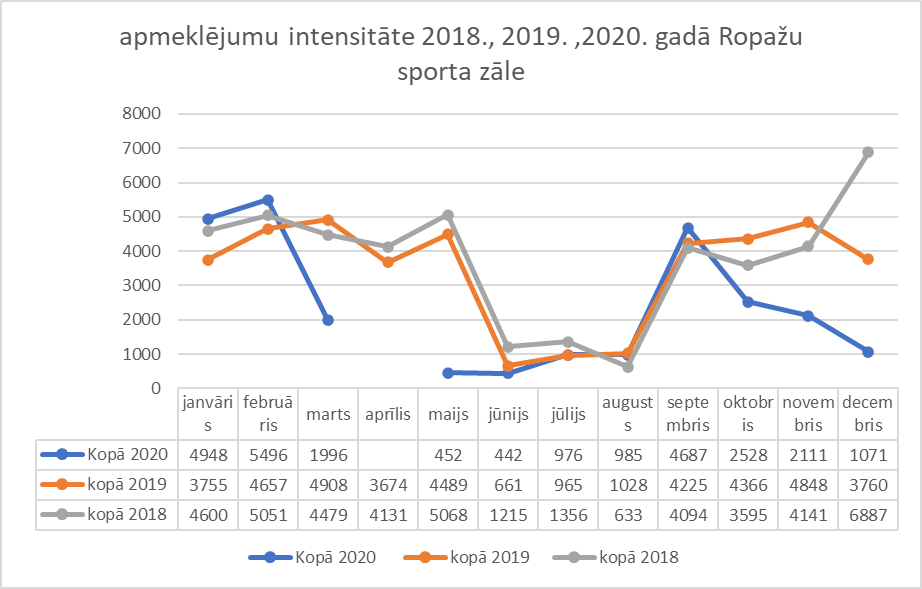 apmeklējumu intensitāte 2018., 2019. ,2020. gadā Ropažu
sporta zāle
8000
7000
6000
5000
4000
3000
2000
1000
0
janvāri februā marts aprīlis maijs jūnijs jūlijs august septe oktobr novem decem
s ris s mbris is bris bris
Kopā 2020 4948 5496 1996 452 442 976 985 4687 2528 2111 1071
kopā 2019 3755 4657 4908 3674 4489 661 965 1028 4225 4366 4848 3760
kopā 2018 4600 5051 4479 4131 5068 1215 1356 633 4094 3595 4141 6887
Kopā 2020 kopā 2019 kopā 2018